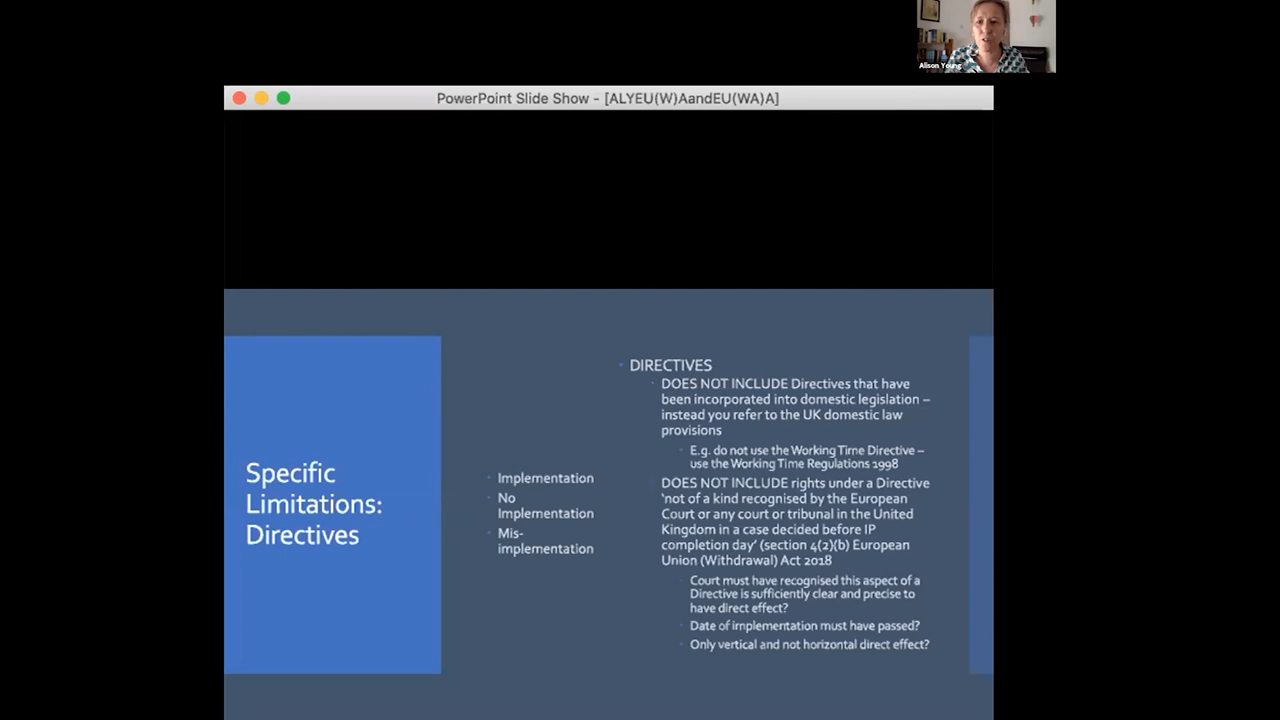 Alison Young
PowerPoint Slide Show - [ALYEU(W)AandEU(WA)A]
Specific
Limitations:
Directives
Implementation
No
Implementation
Mis-
implementation
DIRECTIVES
DOES NOT INCLUDE Directives that have
been incorporated into domestic legislation –
instead you refer to the UK domestic law
provisions
E.g. do not use the Working Time Directive –
use the Working Time Regulations 1998
DOES NOT INCLUDE rights under a Directive
‘not of a kind recognised by the European
Court or any court or tribunal in the United
Kingdom in a case decided before IP
completion day’ (section 4(2)(b) European
Union (Withdrawal) Act 2018
Court must have recognised this aspect of a
Directive is sufficiently clear and precise to
have direct effect?
Date of implementation must have passed?
Only vertical and not horizontal direct effect?